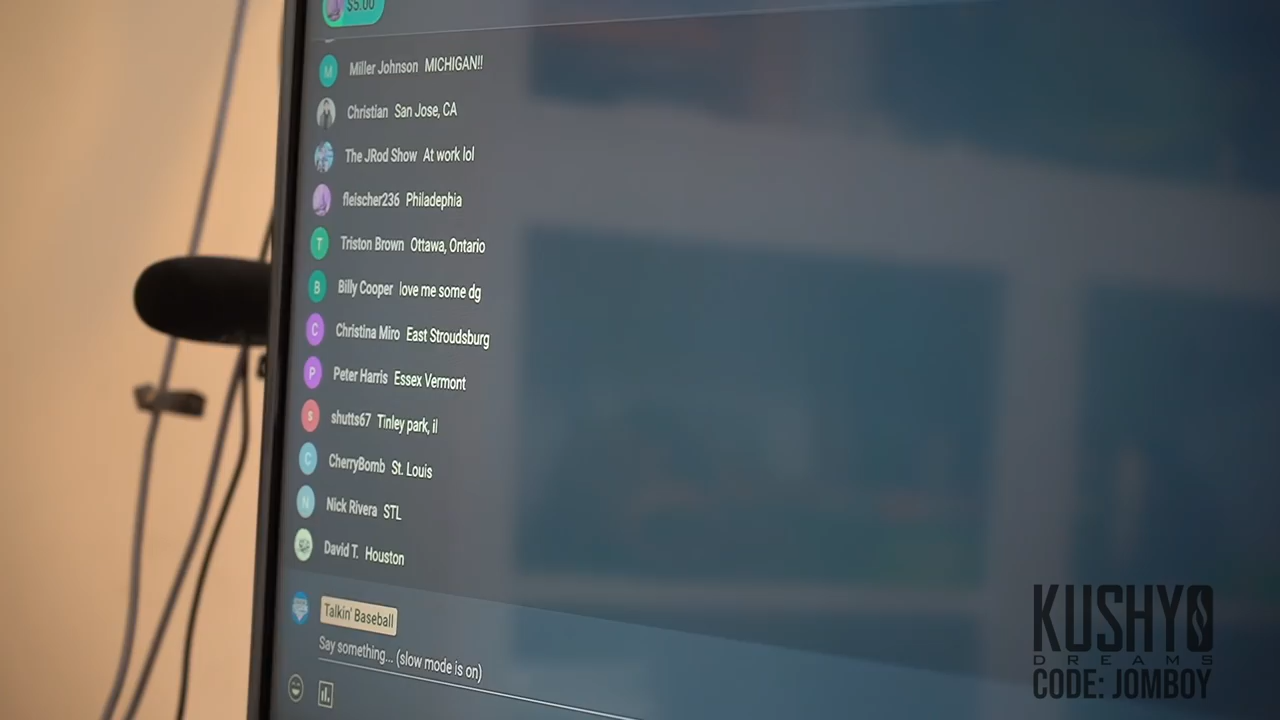 $5.00
M Miller Johnson MICHIGAN!!
Christian San Jose, CA
The JRod Show At work lol
fleischer236 Philadephia
T Triston Brown Ottawa, Ontario
B Billy Cooper love me some dg
C Christina Miro East Stroudsburg
P Peter Harris Essex Vermont
s shutts67 Tinley park, il
C CherryBomb St. Louis
N Nick Rivera STL
David T. Houston
Talkin' Baseball
Say something... (slow mode is on)
KUSHY
DREAMS
CODE: JOMBOY